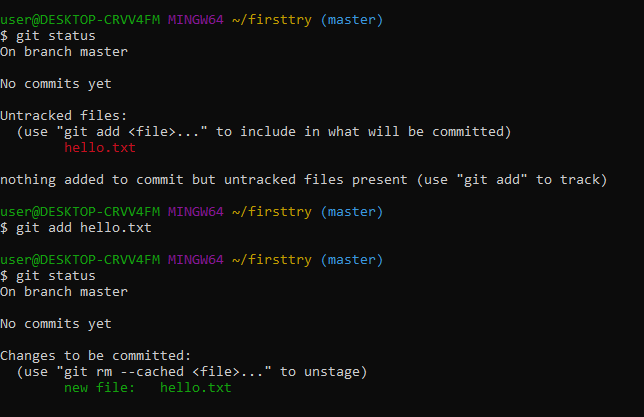 user@DESKTOP-CRVV4FM MINGW64 ~/firsttry (master)
$ git status
On branch master
No commits yet
Untracked files:
  (use "git add <file>..." to include in what will be committed)
        hello.txt
nothing added to commit but untracked files present (use "git add" to track)
user@DESKTOP-CRVV4FM MINGW64 ~/firsttry (master)
$ git add hello.txt
user@DESKTOP-CRVV4FM MINGW64 ~/firsttry (master)
$ git status
On branch master
No commits yet
Changes to be committed:
  (use "git rm --cached <file>..." to unstage)
        new file:   hello.txt